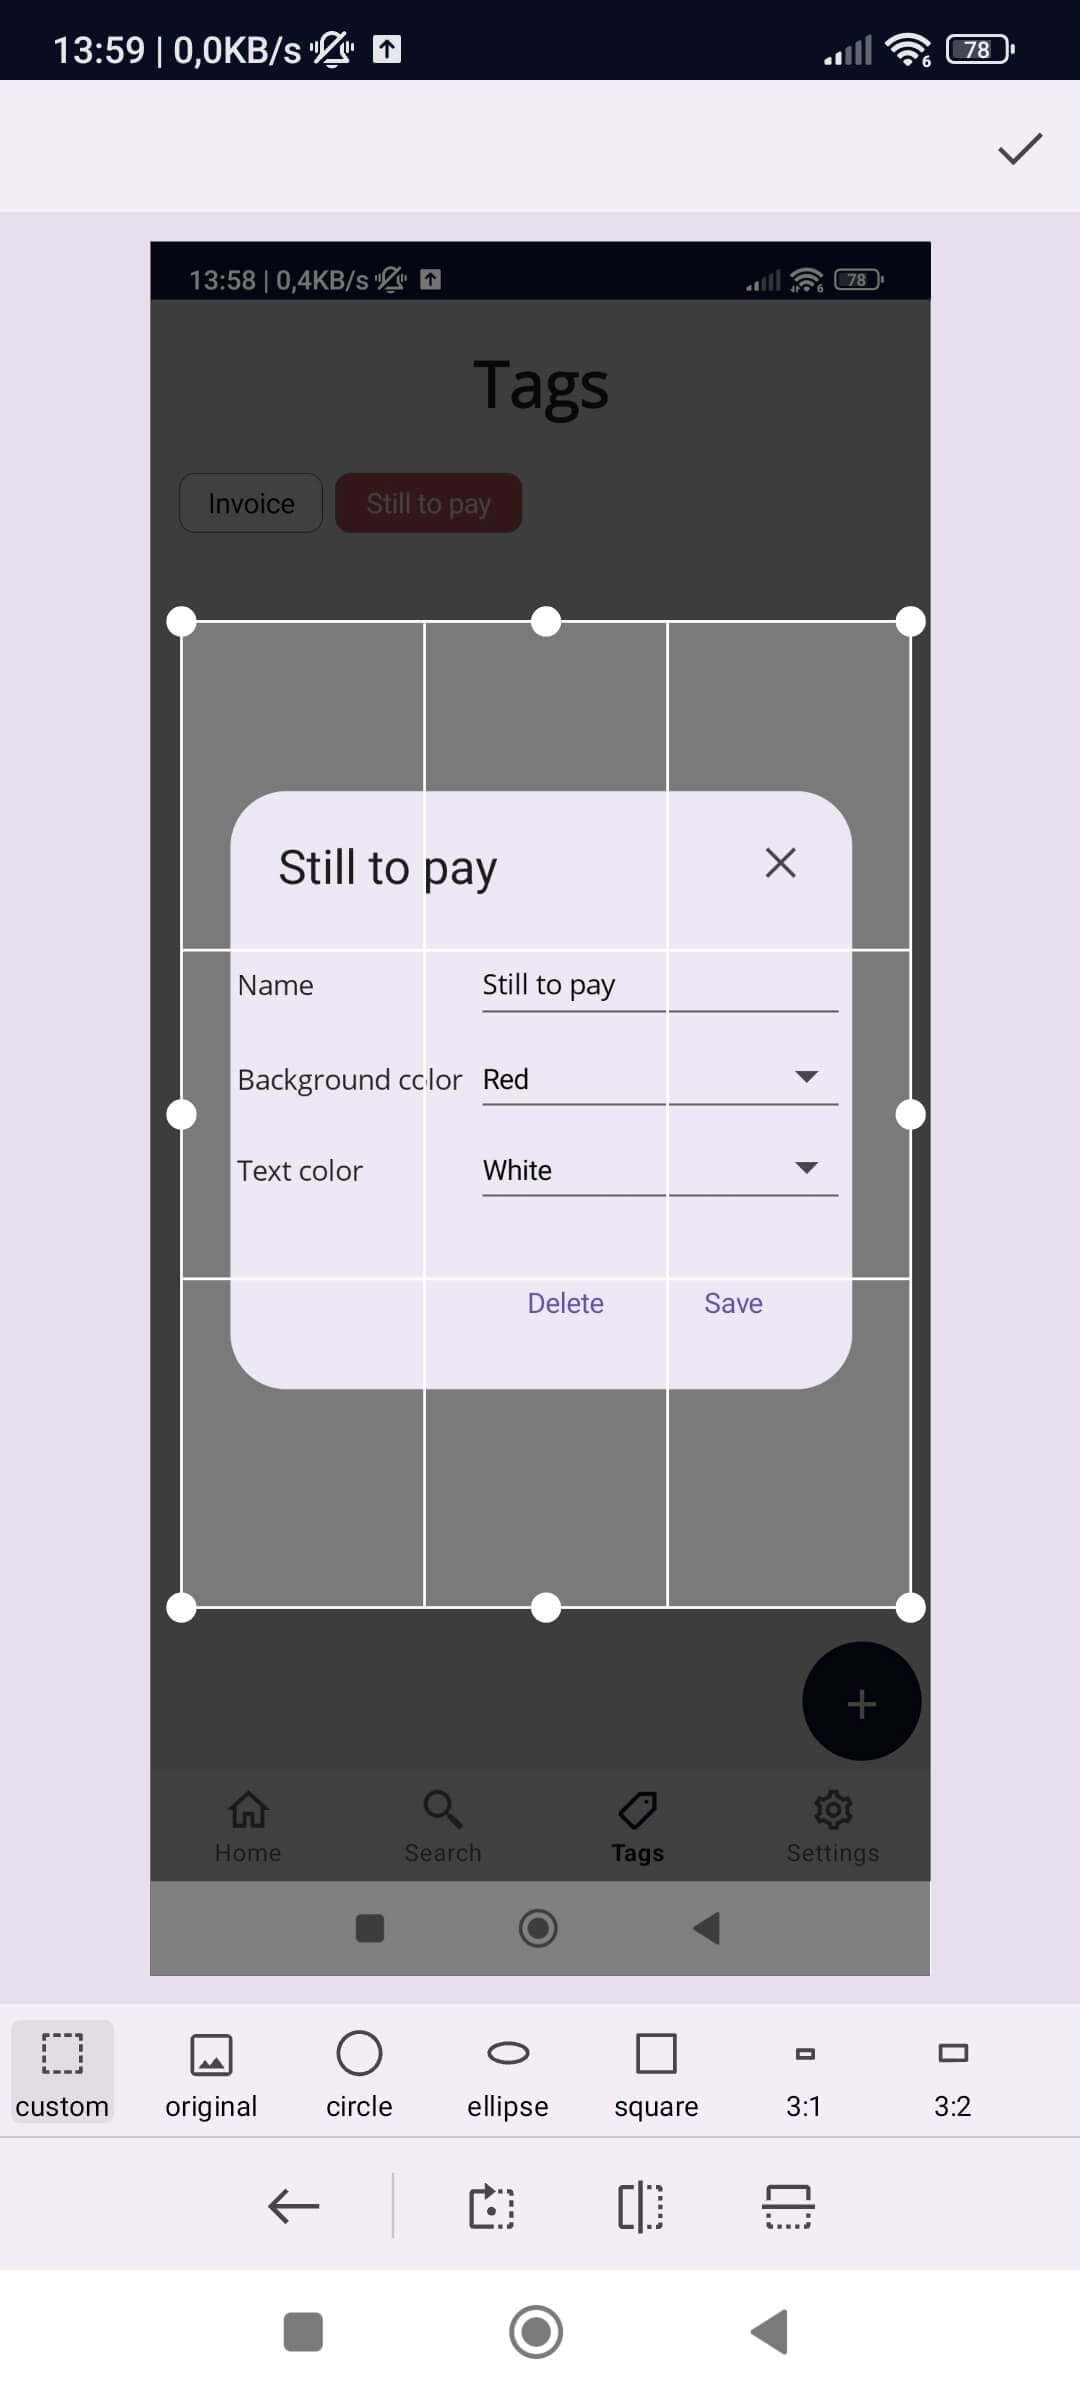 13:59 | 0,0KB/s
6 78
13:58 | 0,4KB/s
6 78
Tags
Invoice Still to pay
Still to pay
Name Still to pay
Background color Red
Text color White
Delete Save
+
Home Search Tags Settings
custom original circle ellipse square 3:1 3:2